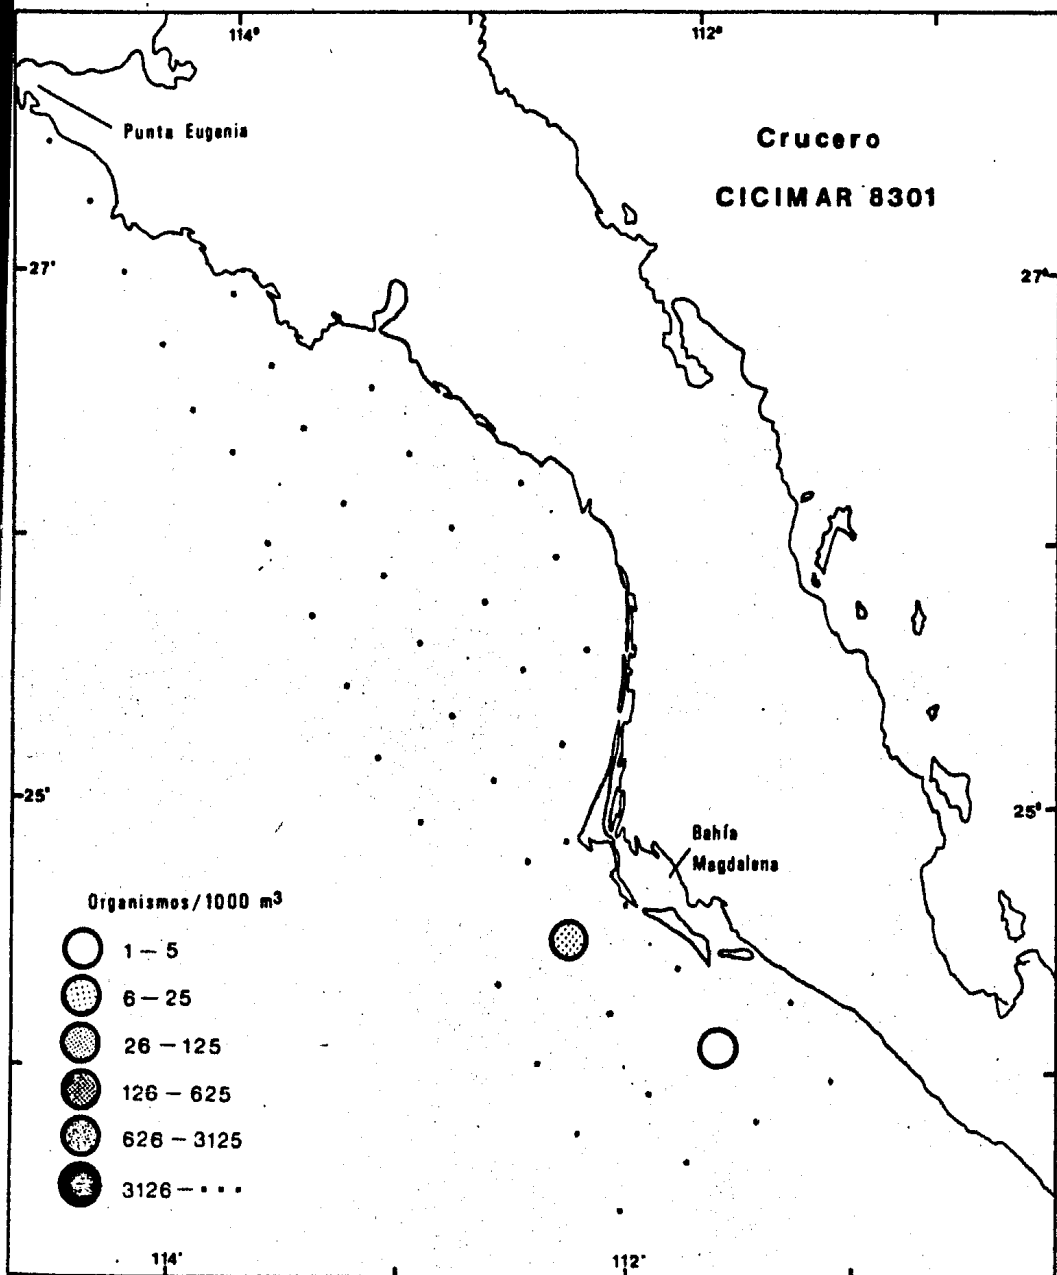 114° 112°
Punta Eugenia
Crucero
CICIMAR 8301
27° 27°
25° 25°
Bahía
Magdalena
Organismos/1000 m³
1 – 5
6 – 25
26 – 125
126 – 625
626 – 3125
3126 – • • •
114° 112°